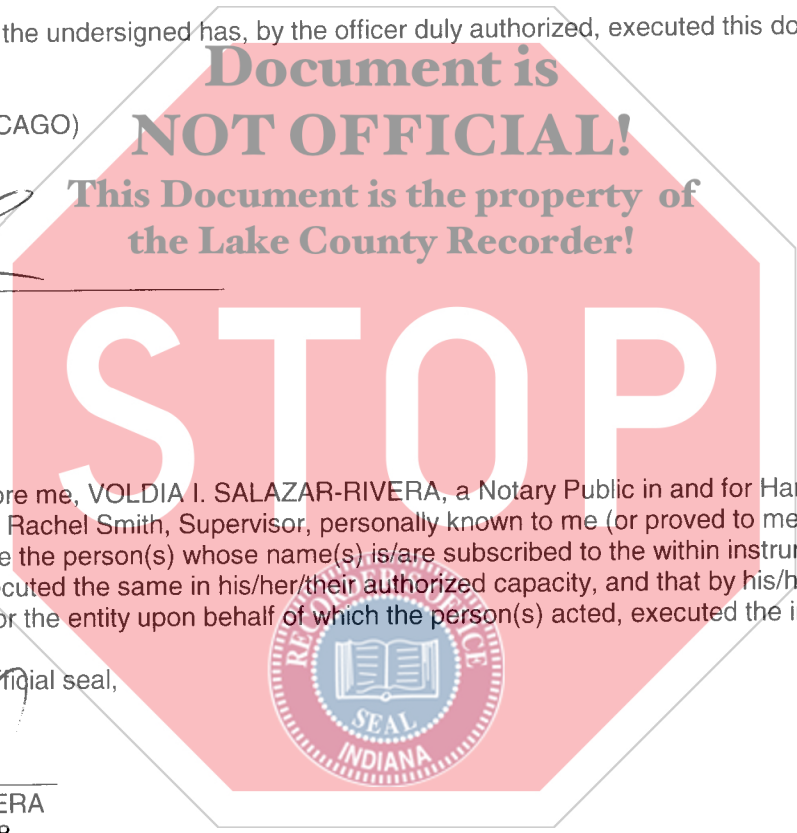 the undersigned has, by the officer duly authorized, executed this do
Document is
CAGO)
NOT OFFICIAL!
This Document is the property of
the Lake County Recorder!
STOP
ore me, VOLDIA I. SALAZAR-RIVERA, a Notary Public in and for Har
Rachel Smith, Supervisor, personally known to me (or proved to me
e the person(s) whose name(s) is/are subscribed to the within instru
cuted the same in his/her/their authorized capacity, and that by his/h
or the entity upon behalf of which the person(s) acted, executed the i
RECORDER'S OFFICE
SEAL
INDIANA
ficial seal,
ERA